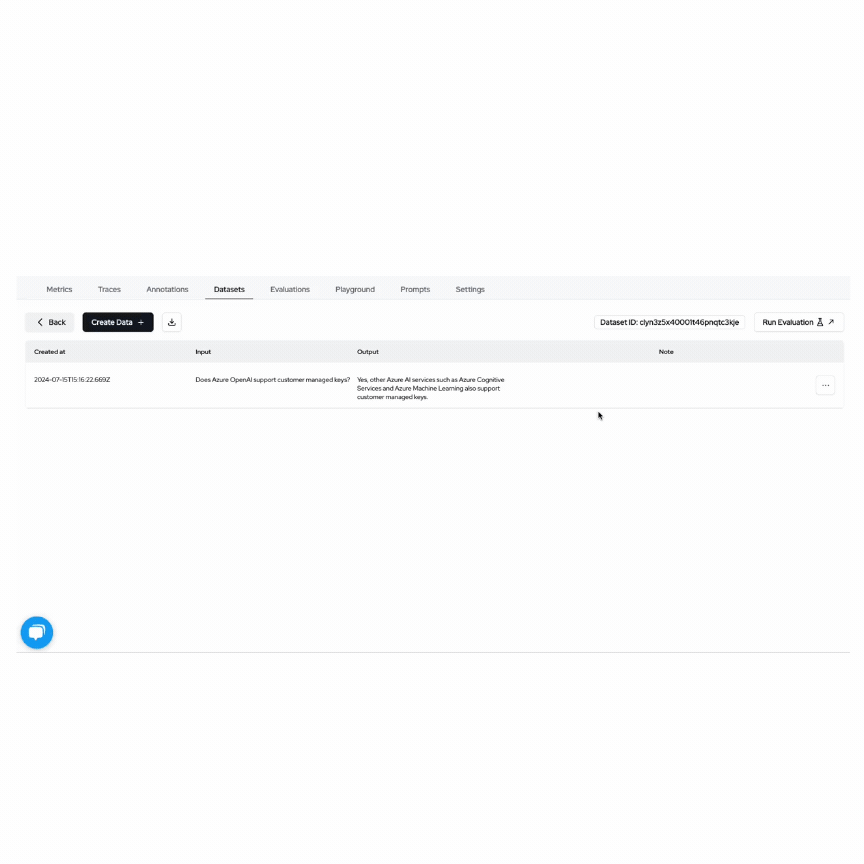 Metrics Traces Annotations Datasets Evaluations Playground Prompts Settings
Back Create Data + Dataset ID: clyn3z5x40001t46pnqtc3kje Run Evaluation
Created at Input Output Note
2024-07-15T15:16:22.669Z Does Azure OpenAI support customer managed keys? Yes, other Azure AI services such as Azure Cognitive
Services and Azure Machine Learning also support
customer managed keys.